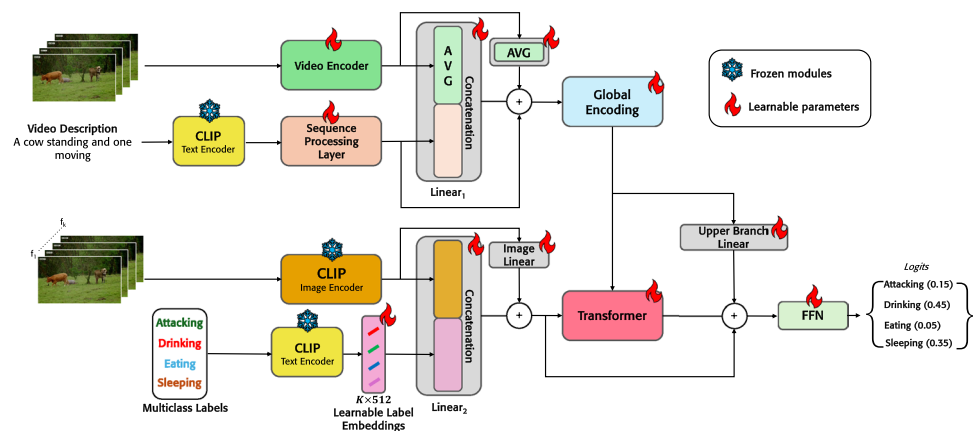 Video Encoder
A
V
G
Concatenation
Linear₁
AVG
+
Global
Encoding
Frozen modules
Learnable parameters
Video Description
A cow standing and one
moving
CLIP
Text Encoder
Sequence
Processing
Layer
fₖ
f₁
CLIP
Image Encoder
Concatenation
Linear₂
Image
Linear
+
Transformer
Upper Branch
Linear
+
FFN
Logits
Attacking (0.15)
Drinking (0.45)
Eating (0.05)
Sleeping (0.35)
Attacking
Drinking
Eating
Sleeping
Multiclass Labels
CLIP
Text Encoder
K×512
Learnable Label
Embeddings